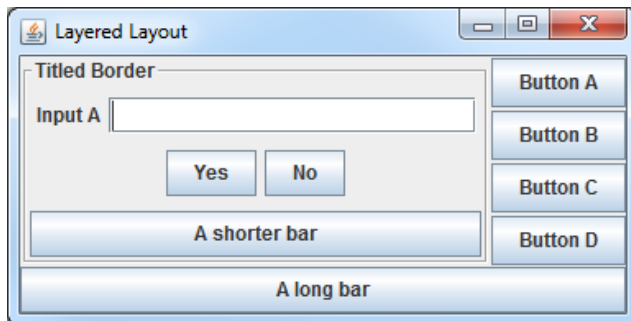 Layered Layout
Titled Border
Input A
Yes No
A shorter bar
Button A
Button B
Button C
Button D
A long bar